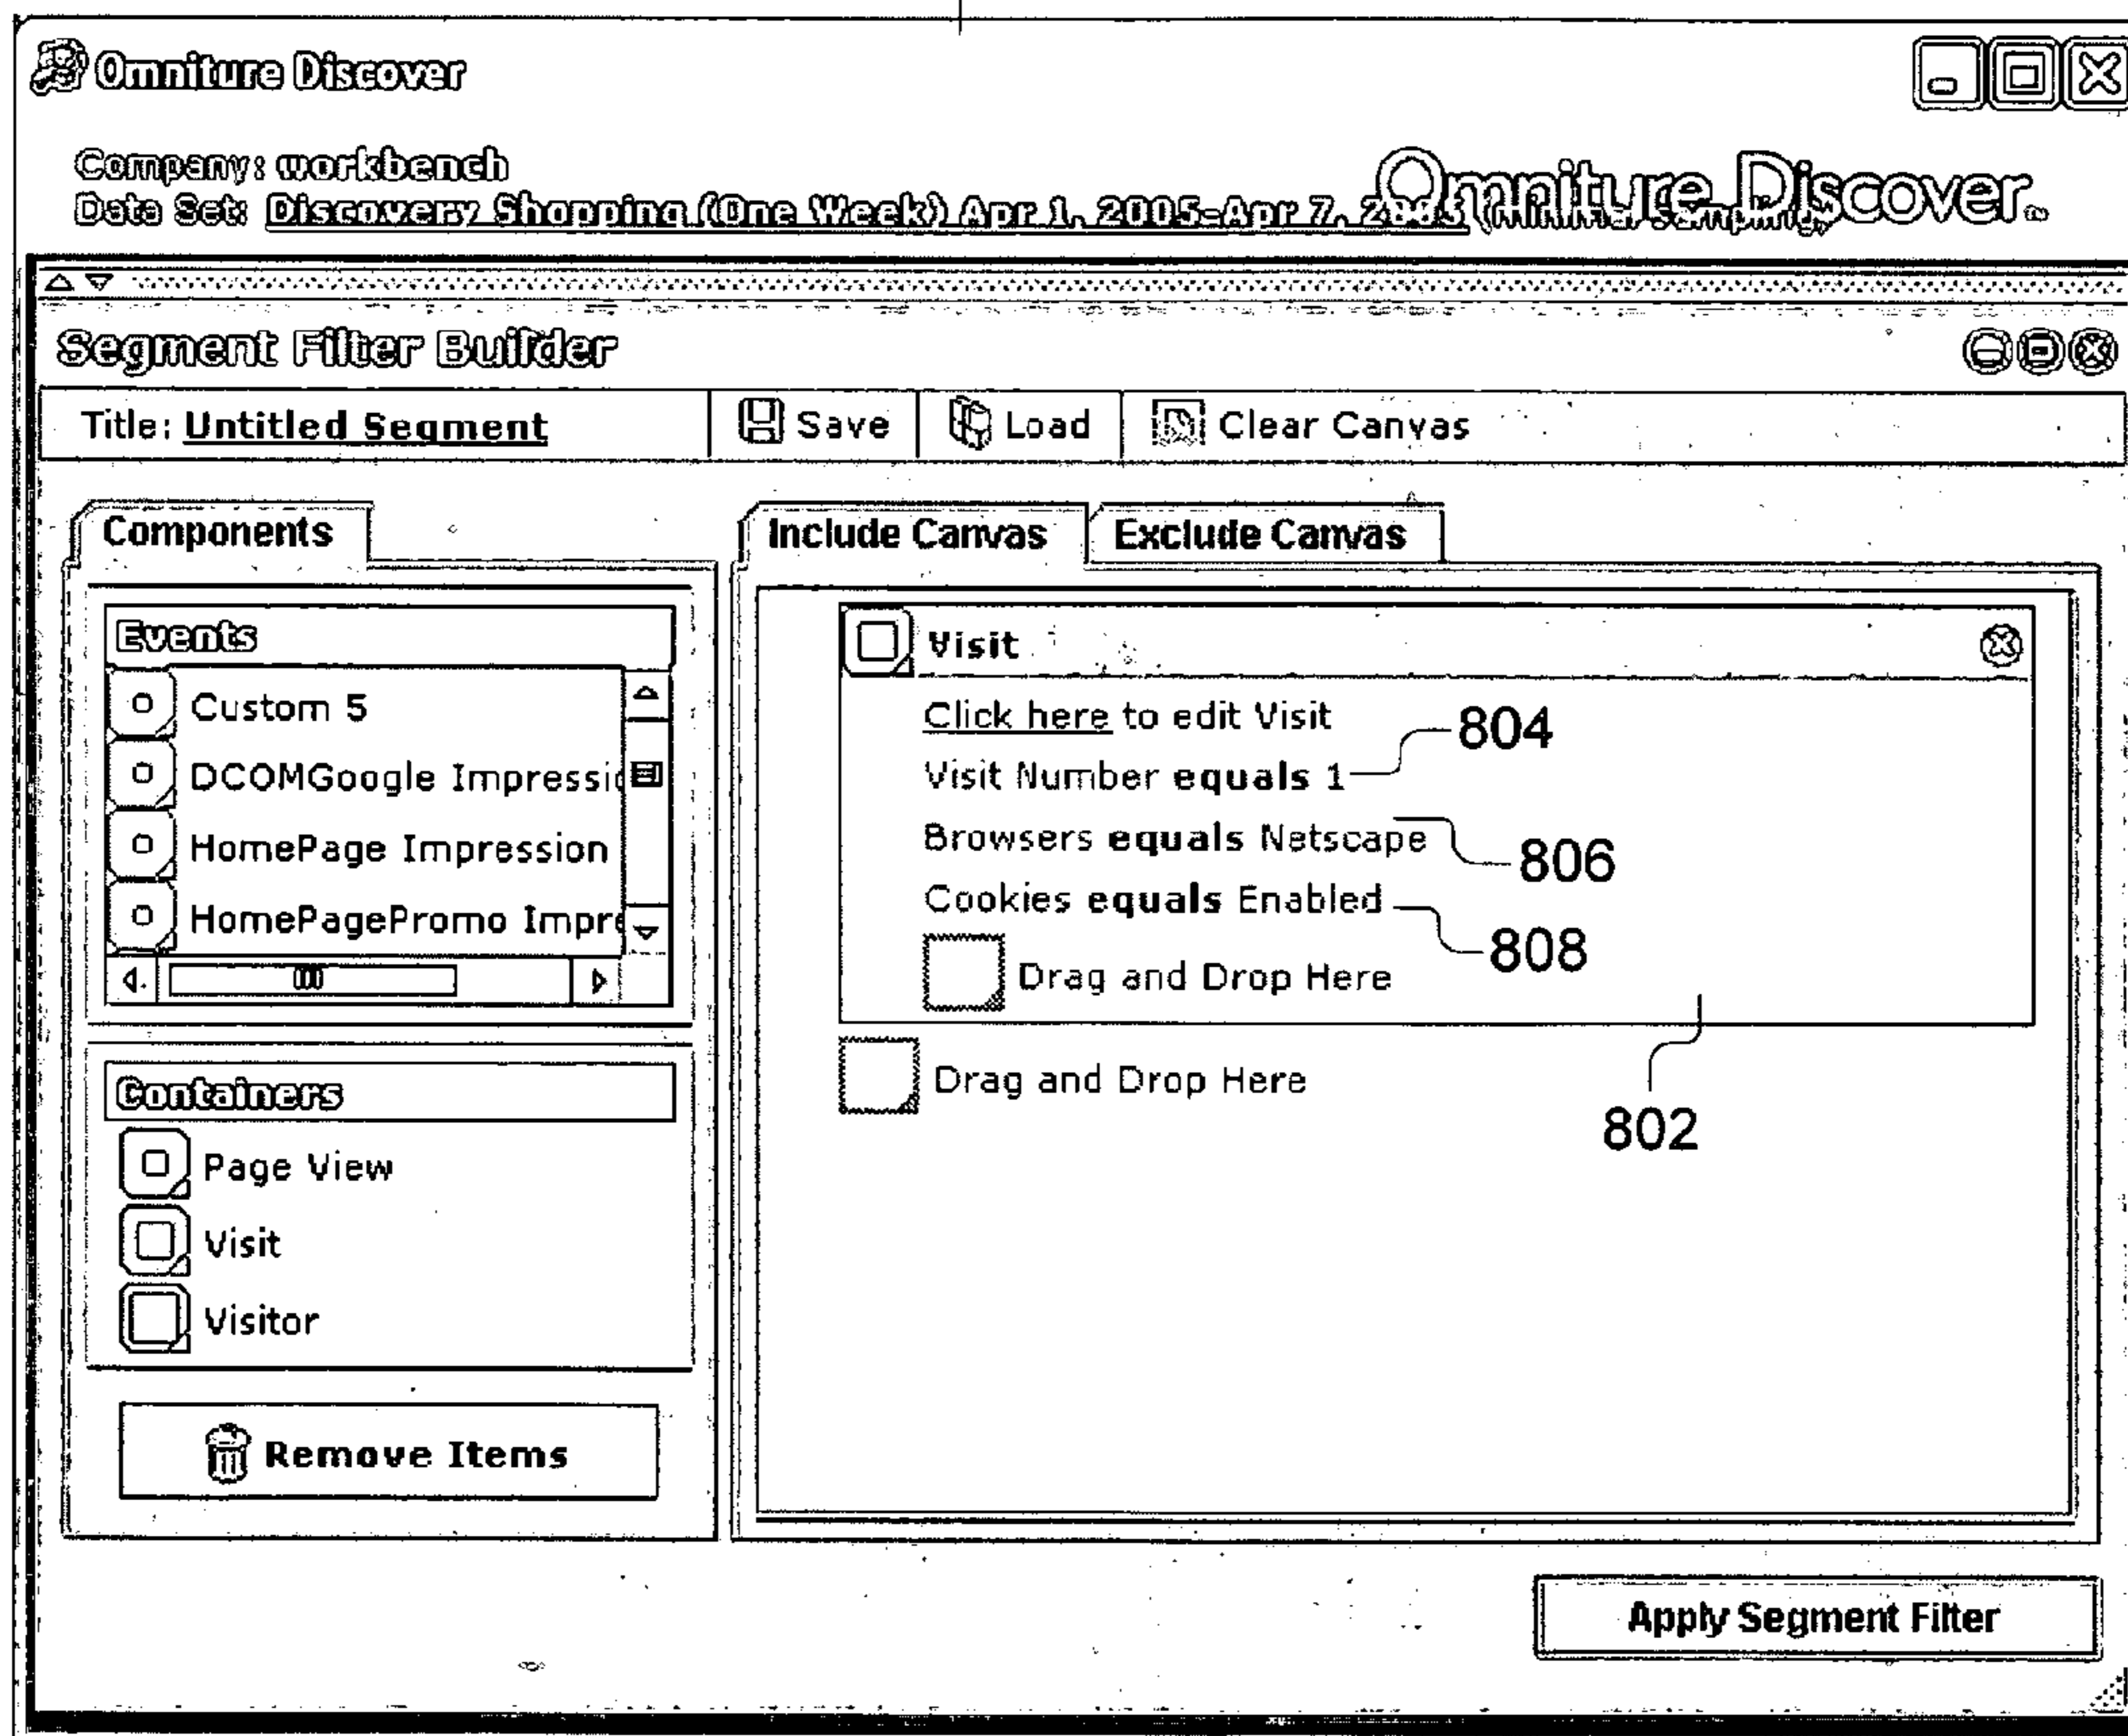 Omniture Discover
Company: workbench
Omniture Discover
Data Set: Discovery Shopping (One Week) Apr 1, 2005-Apr 7, 2005 (Minimal Sampling)
Segment Filter Builder
Title: Untitled Segment
Save
Load
Clear Canvas
Components
Events
Custom 5
DCOMGoogle Impressi
HomePage Impression
HomePagePromo Impr
Containers
Page View
Visit
Visitor
Remove Items
Include Canvas
Exclude Canvas
Visit
Click here to edit Visit
804
Visit Number equals 1
Browsers equals Netscape
806
Cookies equals Enabled
808
Drag and Drop Here
Drag and Drop Here
802
Apply Segment Filter